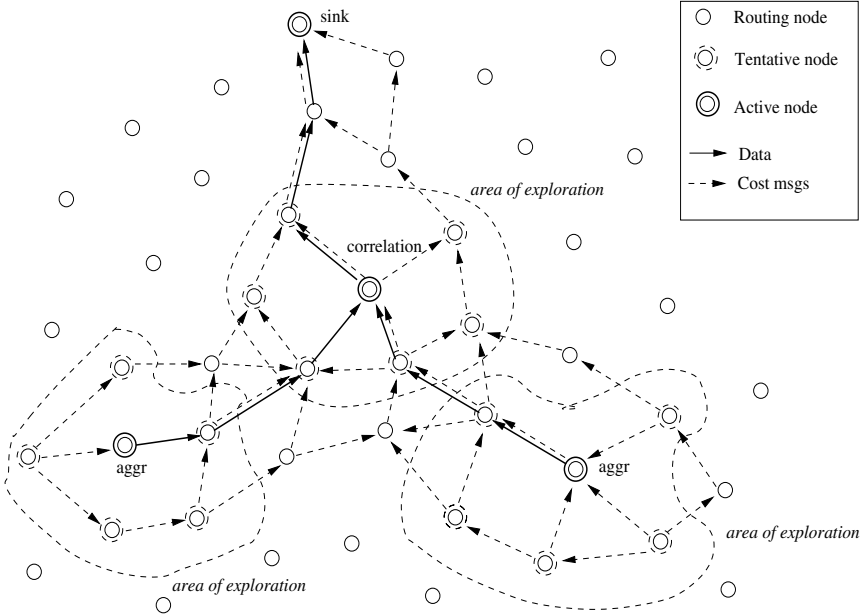 sink
Routing node
Tentative node
Active node
Data
Cost msgs
area of exploration
correlation
aggr
aggr
area of exploration
area of exploration